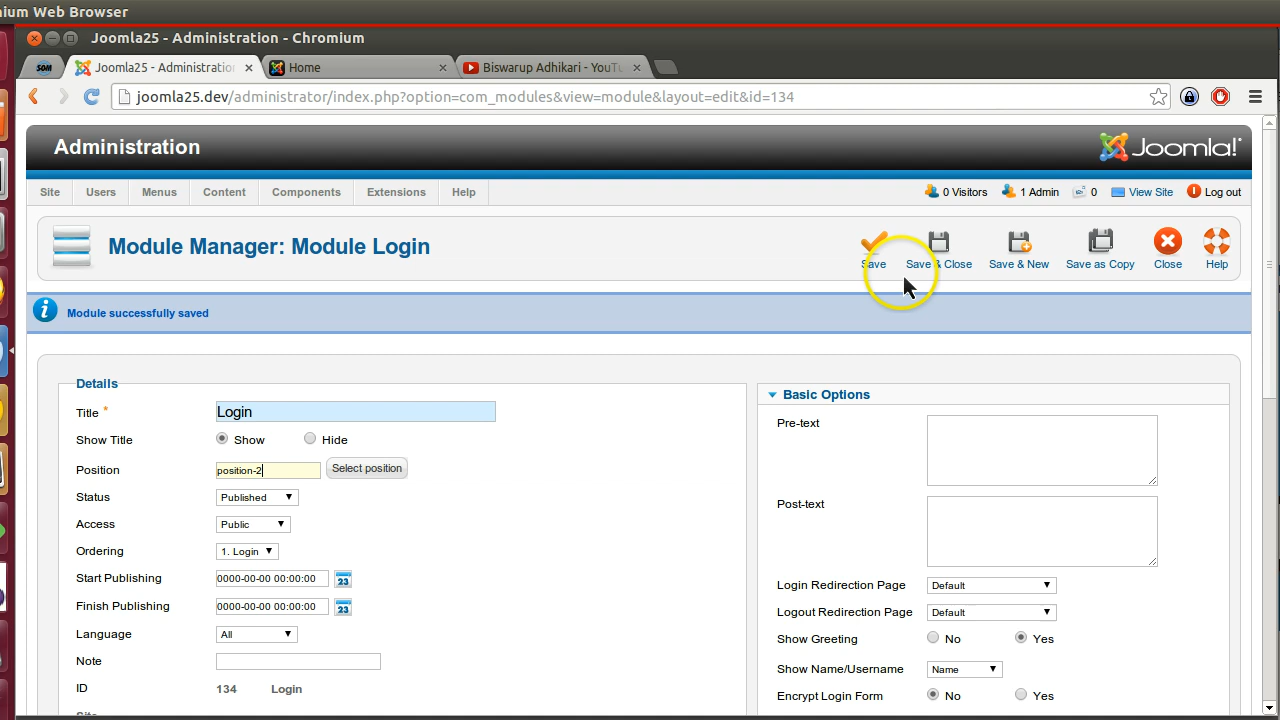 ium Web Browser
Joomla25 - Administration - Chromium
SDM
Joomla25 - Administration
Home
Biswarup Adhikari - YouTu
joomla25.dev/administrator/index.php?option=com_modules&view=module&layout=edit&id=134
Administration
Joomla!
Site Users Menus Content Components Extensions Help 0 Visitors 1 Admin 0 View Site Log out
Module Manager: Module Login
Save Save & Close Save & New Save as Copy Close Help
Module successfully saved
Details
Title * Login
Show Title Show Hide
Position position-2 Select position
Status Published
Access Public
Ordering 1. Login
Start Publishing 0000-00-00 00:00:00 23
Finish Publishing 0000-00-00 00:00:00 23
Language All
Note
ID 134 Login
Basic Options
Pre-text
Post-text
Login Redirection Page Default
Logout Redirection Page Default
Show Greeting No Yes
Show Name/Username Name
Encrypt Login Form No Yes